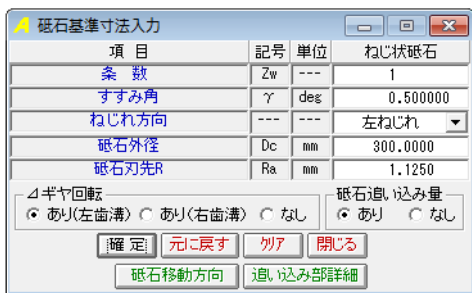 砥石基準寸法入力
項 目 記号 単位 ねじ状砥石
条 数 Zw --- 1
すすみ角 γ deg 0.500000
ねじれ方向 --- --- 左ねじれ
砥石外径 Dc mm 300.0000
砥石刃先R Ra mm 1.1250
⊿ギヤ回転 砥石追い込み量
あり(左歯溝) あり(右歯溝) なし あり なし
確 定 元に戻す クリア 閉じる
砥石移動方向 追い込み部詳細